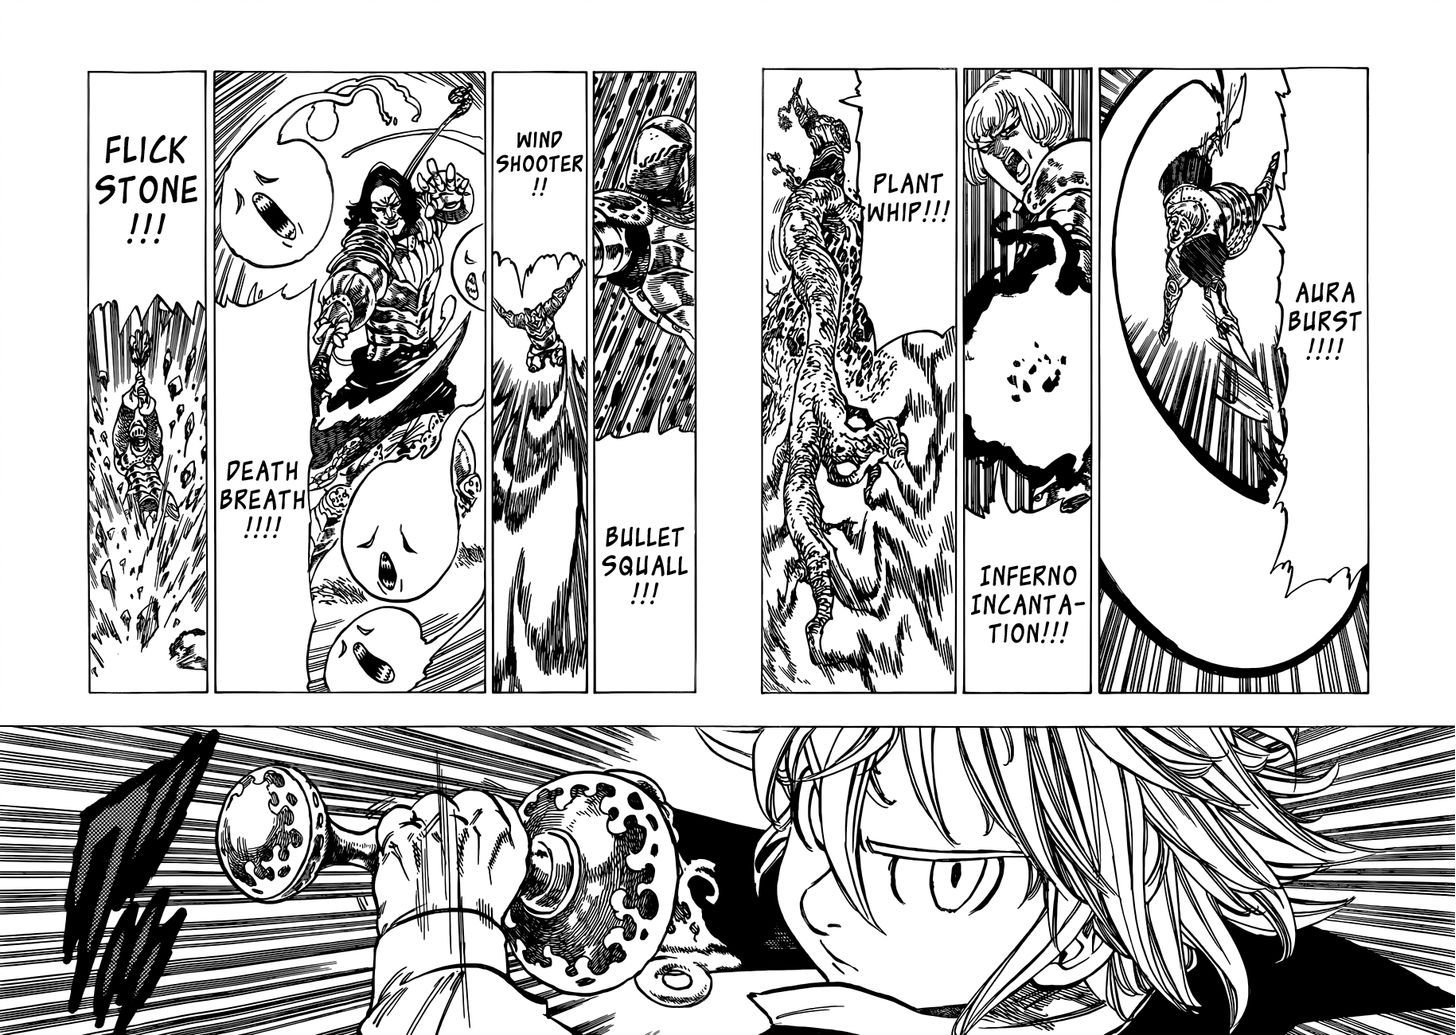 AURA
BURST
!!!!
INFERNO
INCANTA-
TION!!!
PLANT
WHIP!!!
BULLET
SQUALL
!!!
WIND
SHOOTER
!!
DEATH
BREATH
!!!!
FLICK
STONE
!!!